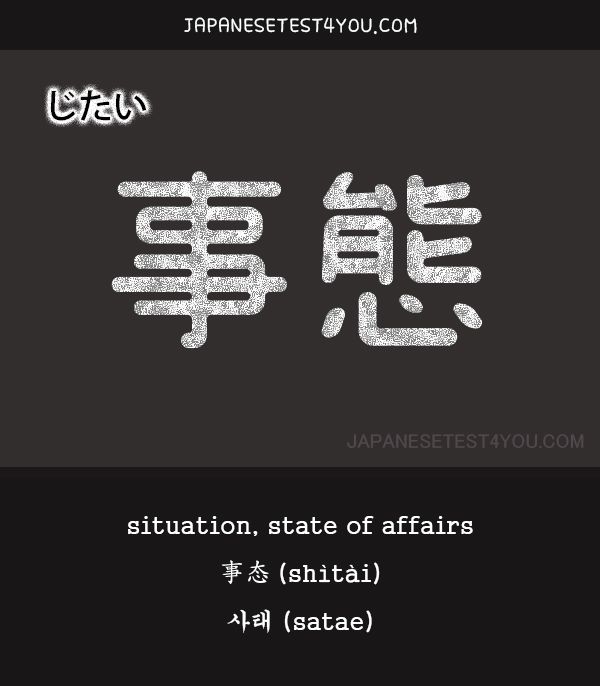 JAPANESETEST4YOU.COM
じたい
事態
JAPANESETEST4YOU.COM
situation, state of affairs
事态 (shìtài)
사태 (satae)